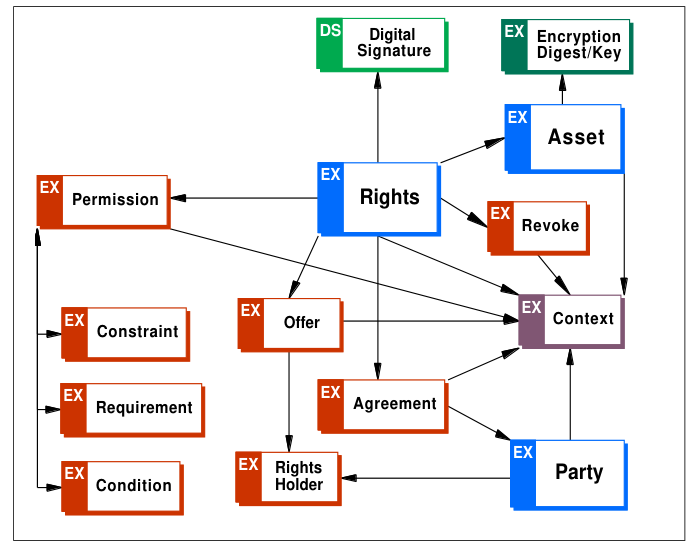 DS
Digital
Signature
EX
Encryption
Digest/Key
EX
Asset
EX
Permission
EX
Rights
EX
Revoke
EX
Offer
EX
Context
EX
Constraint
EX
Agreement
EX
Requirement
EX
Rights
Holder
EX
Party
EX
Condition